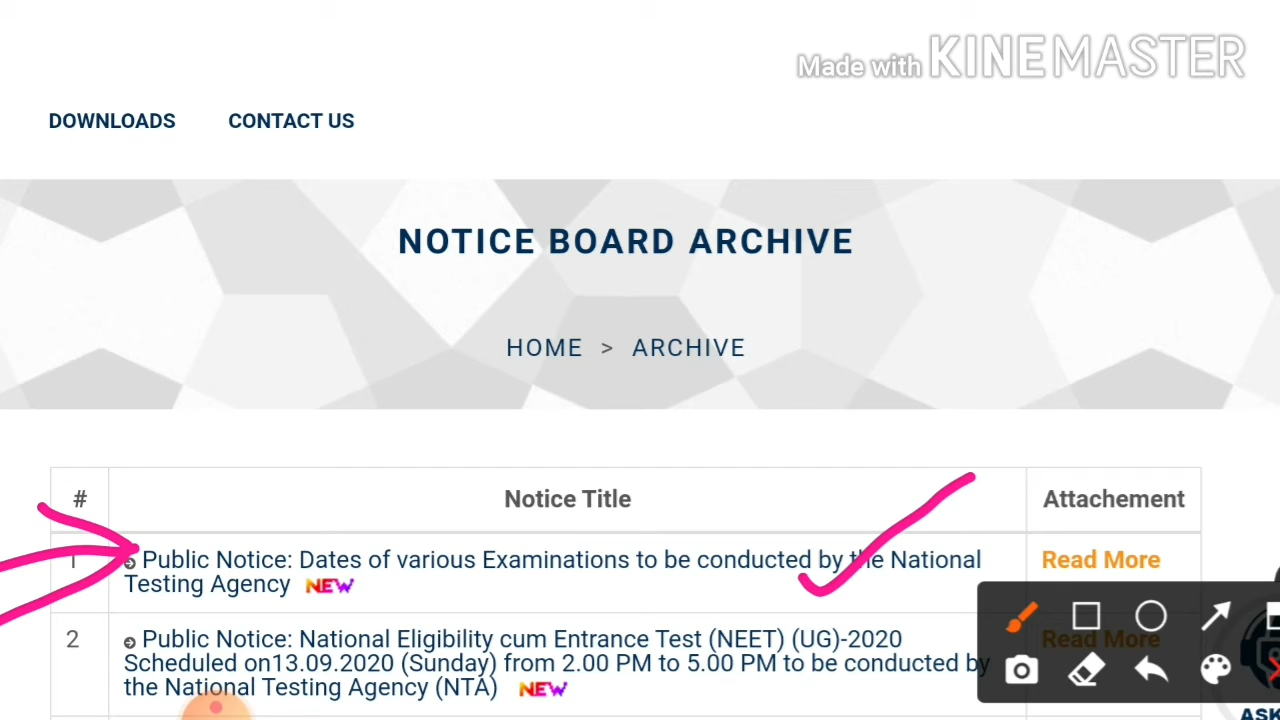 Made with KINEMASTER
DOWNLOADS CONTACT US
NOTICE BOARD ARCHIVE
HOME > ARCHIVE
# Notice Title Attachement
1 Public Notice: Dates of various Examinations to be conducted by the National Read More
Testing Agency NEW
2 Public Notice: National Eligibility cum Entrance Test (NEET) (UG)-2020 Read More
Scheduled on13.09.2020 (Sunday) from 2.00 PM to 5.00 PM to be conducted by
the National Testing Agency (NTA) NEW
ASK